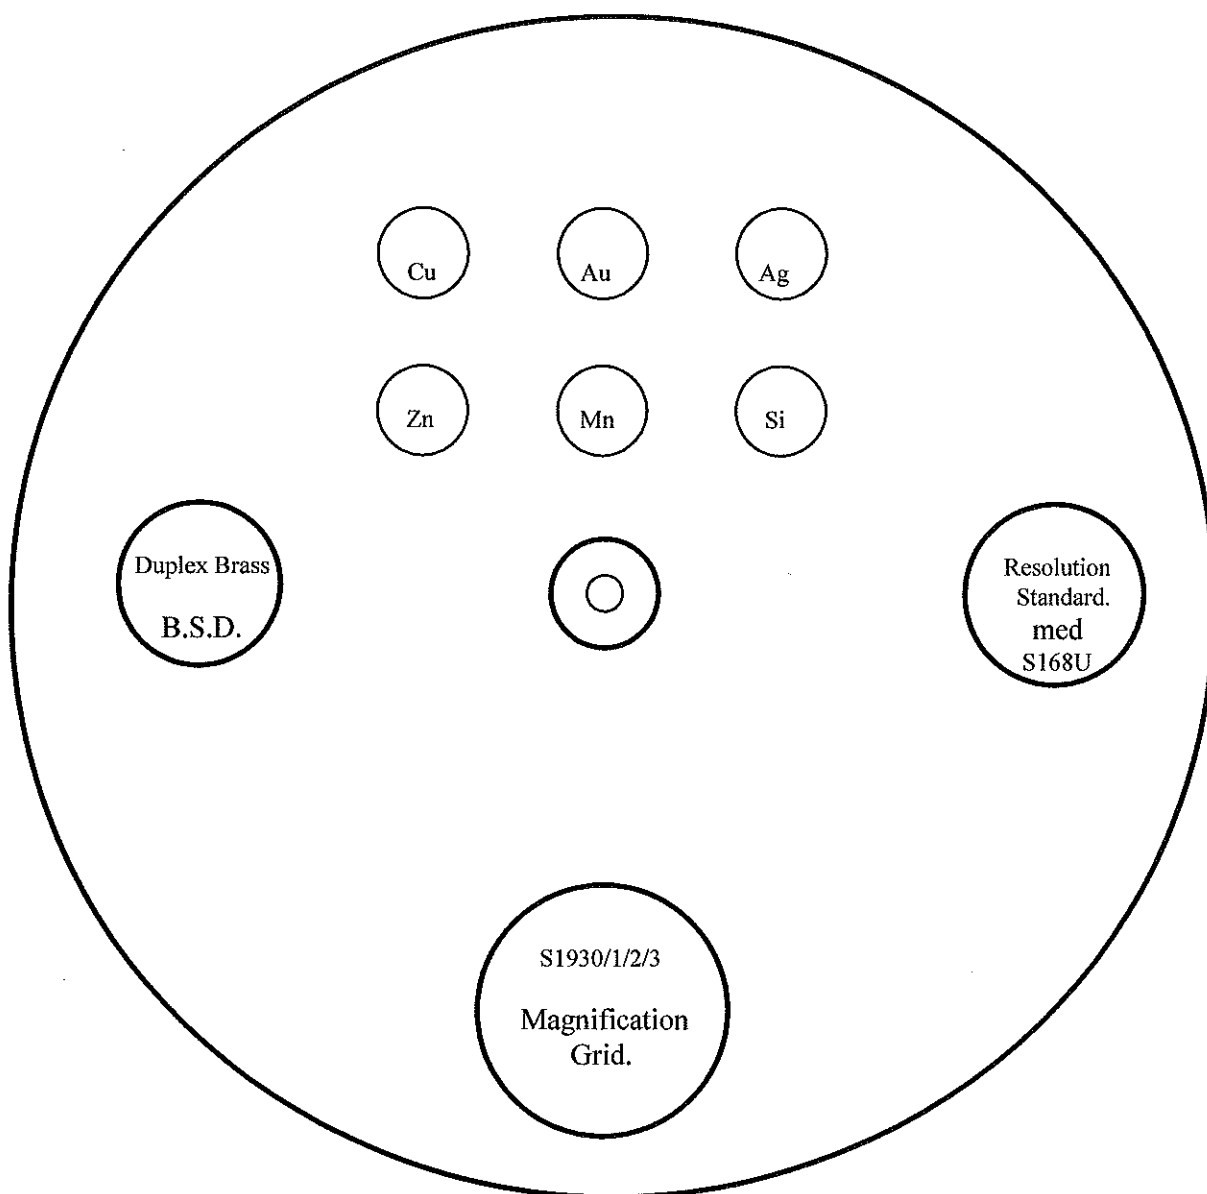 Cu
Au
Ag
Zn
Mn
Si
Duplex Brass
B.S.D.
Resolution
Standard.
med
S168U
S1930/1/2/3
Magnification
Grid.